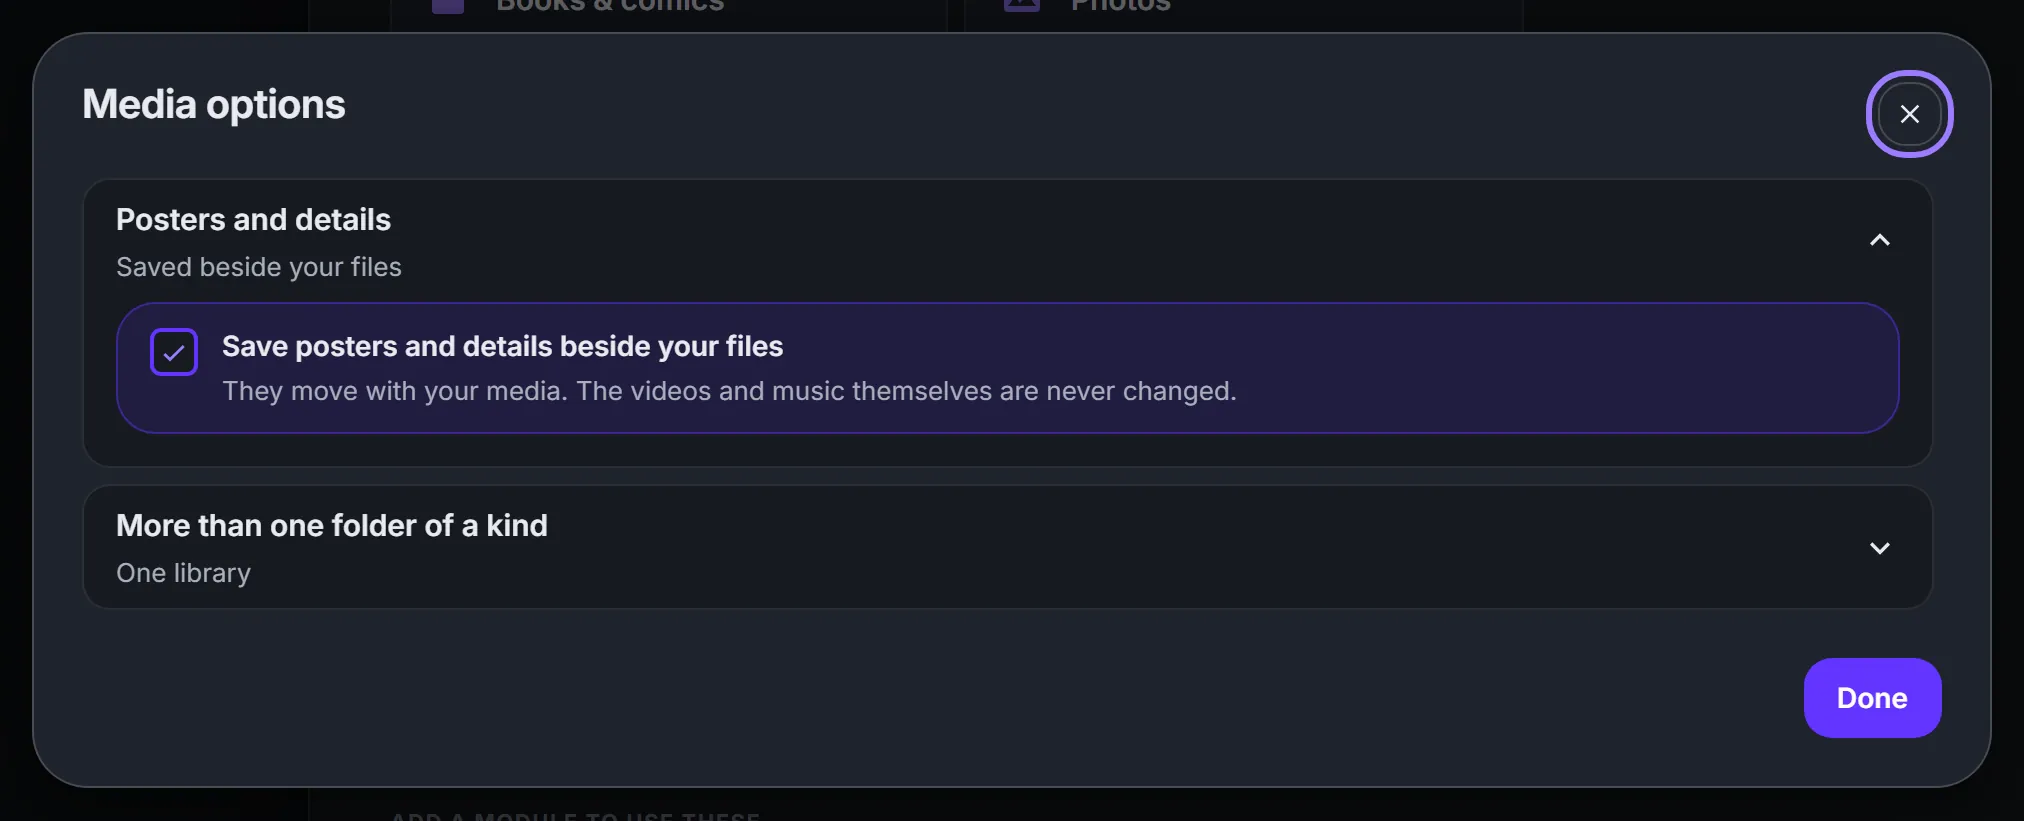 Books & comics
Photos
Media options
Posters and details
Saved beside your files
Save posters and details beside your files
They move with your media. The videos and music themselves are never changed.
More than one folder of a kind
One library
Done
ADD A MODULE TO USE THESE